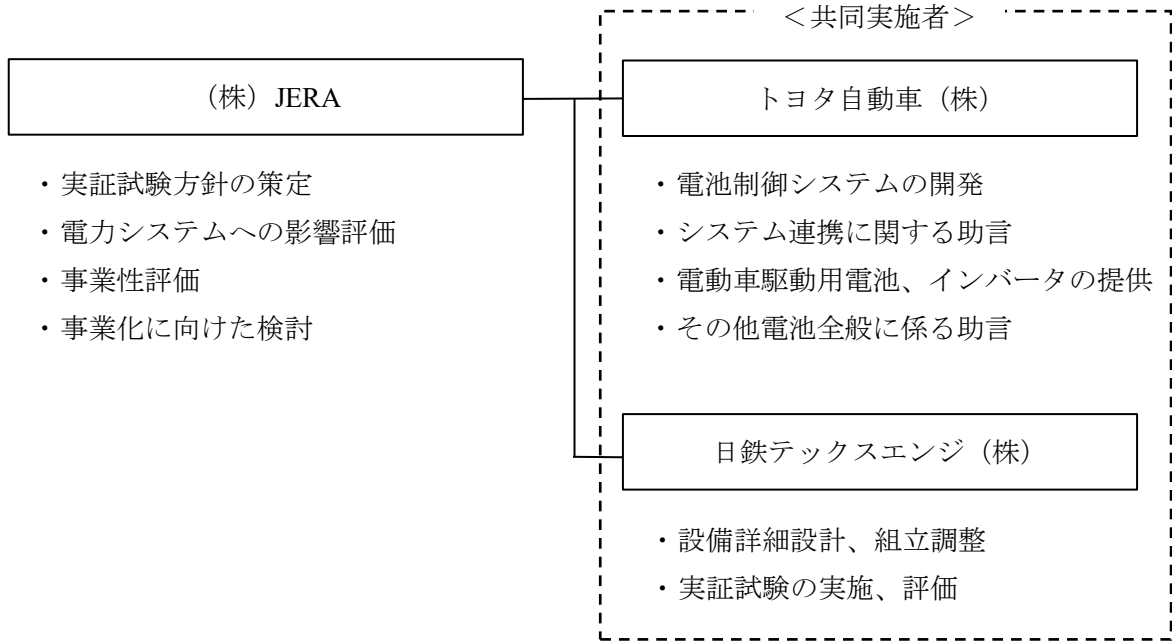 (株) JERA
・実証試験方針の策定
・電力システムへの影響評価
・事業性評価
・事業化に向けた検討
<共同実施者>
トヨタ自動車(株)
・電池制御システムの開発
・システム連携に関する助言
・電動車駆動用電池、インバータの提供
・その他電池全般に係る助言
日鉄テックスエンジ(株)
・設備詳細設計、組立調整
・実証試験の実施、評価